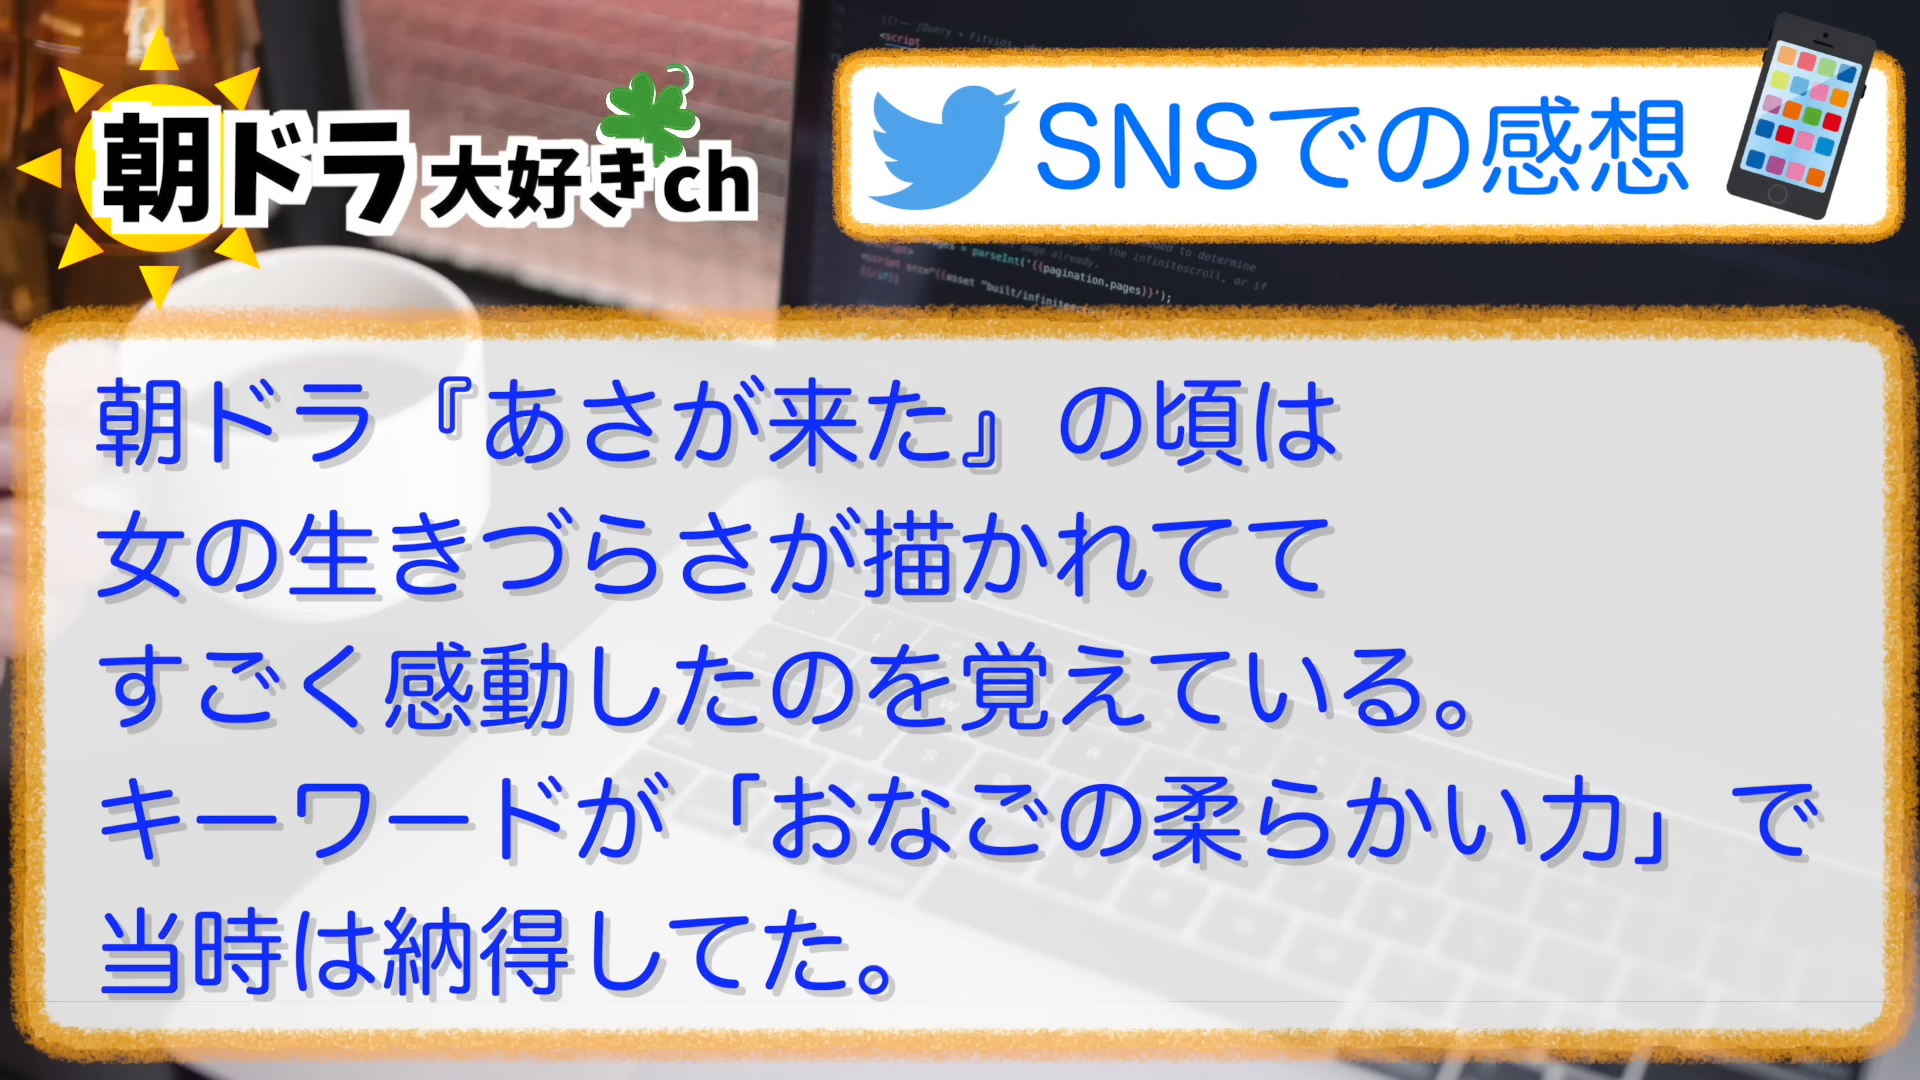 朝ドラ大好きch
SNSでの感想
朝ドラ『あさが来た』の頃は
女の生きづらさが描かれてて
すごく感動したのを覚えている。
キーワードが「おなごの柔らかい力」で
当時は納得してた。
<script
parseInt('{{pagination.pages}}');